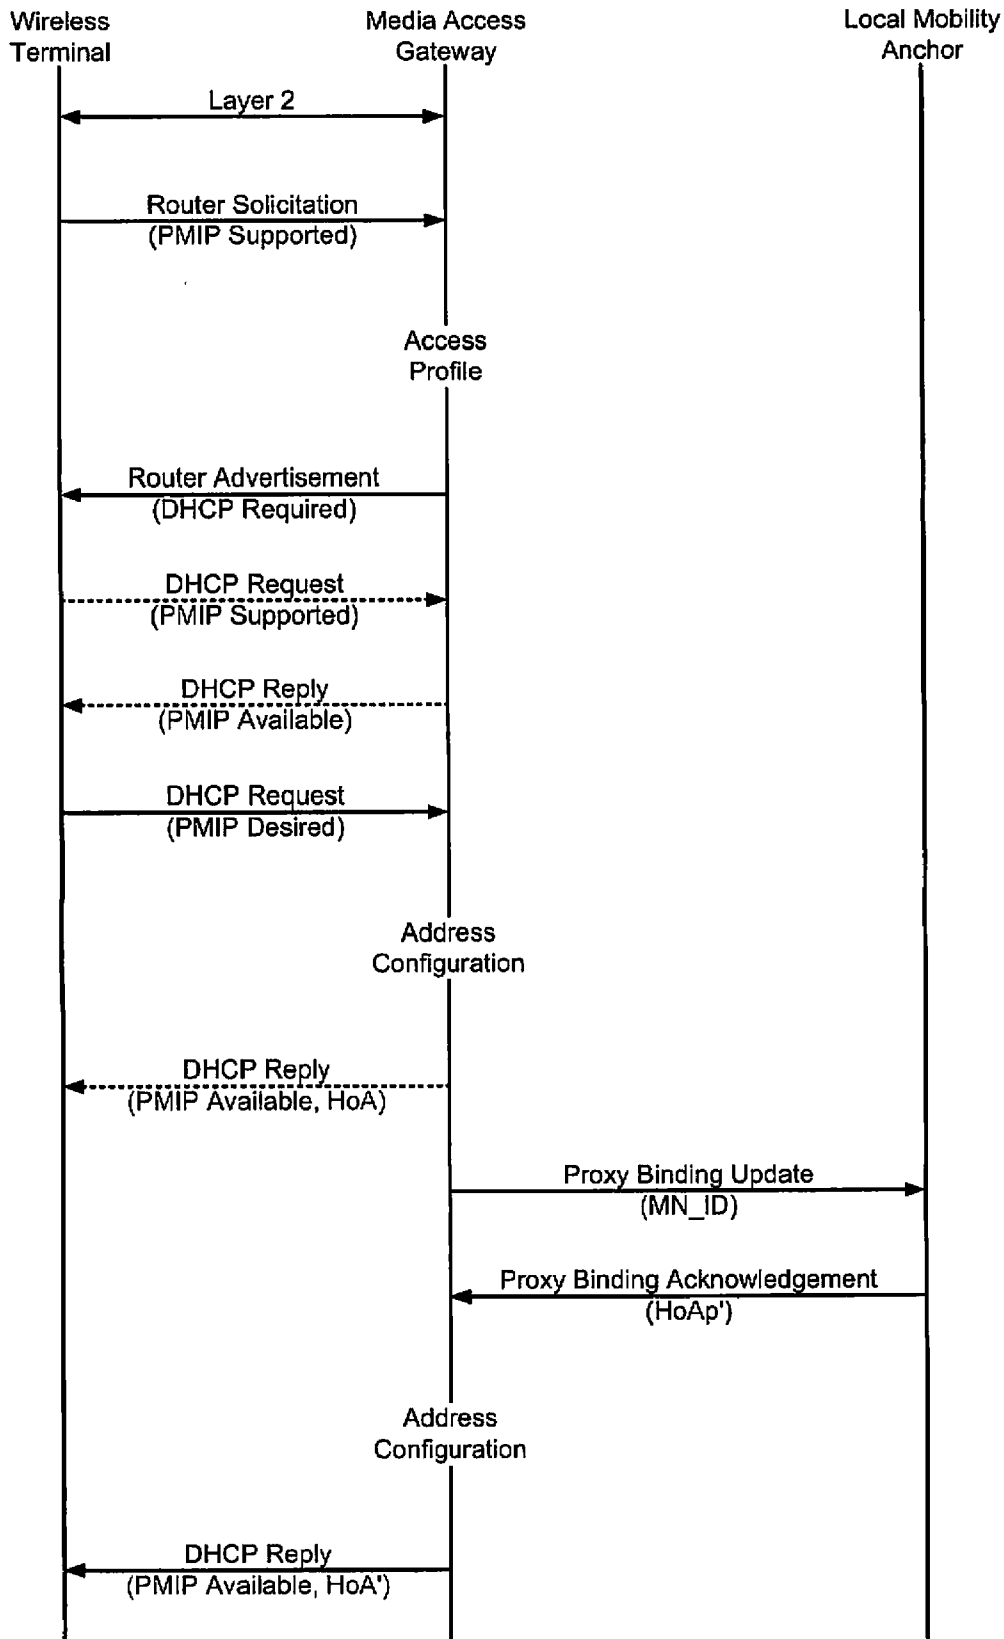 Wireless
Terminal
Media Access
Gateway
Local Mobility
Anchor
Layer 2
Router Solicitation
(PMIP Supported)
Access
Profile
Router Advertisement
(DHCP Required)
DHCP Request
(PMIP Supported)
DHCP Reply
(PMIP Available)
DHCP Request
(PMIP Desired)
Address
Configuration
DHCP Reply
(PMIP Available, HoA)
Proxy Binding Update
(MN_ID)
Proxy Binding Acknowledgement
(HoAp')
Address
Configuration
DHCP Reply
(PMIP Available, HoA')